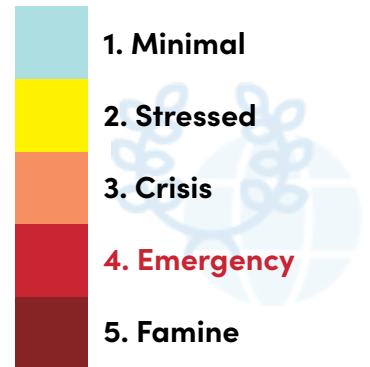 1. Minimal
2. Stressed
3. Crisis
4. Emergency
5. Famine